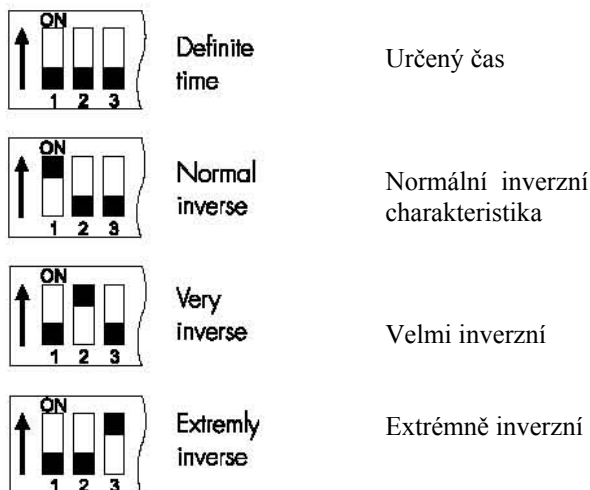 ON
Definite
time
1 2 3
Určený čas
ON
Normal
inverse
1 2 3
Normální inverzní
charakteristika
ON
Very
inverse
1 2 3
Velmi inverzní
ON
Extremly
inverse
1 2 3
Extrémně inverzní